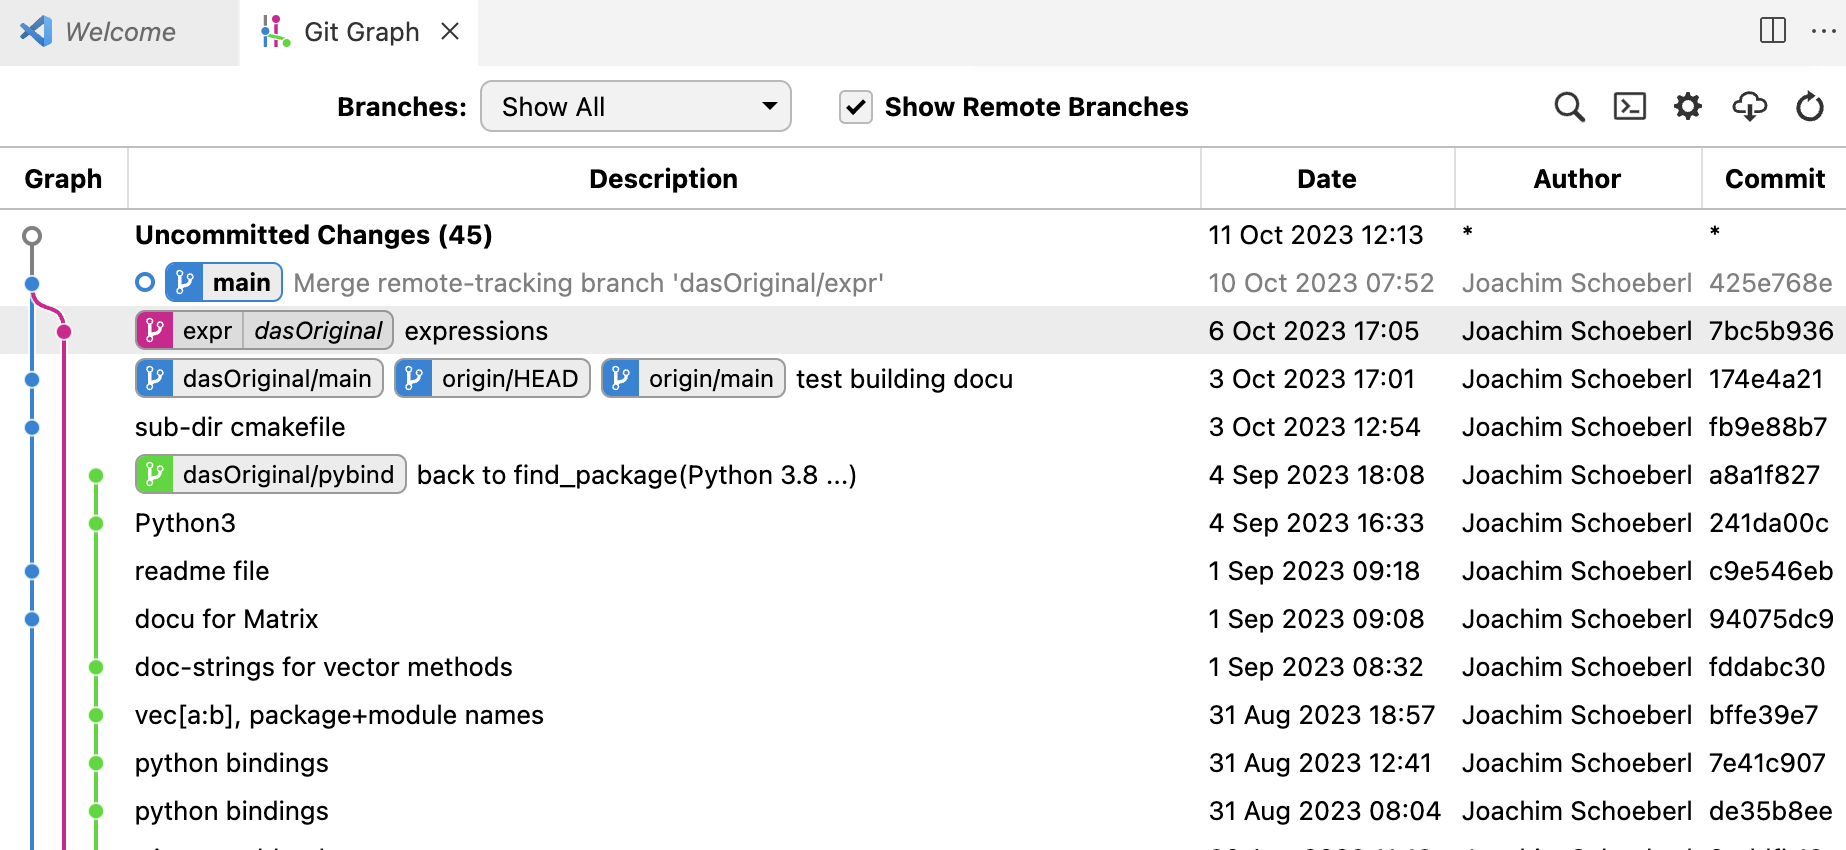 Welcome Git Graph
Branches: Show All Show Remote Branches
Graph Description Date Author Commit
Uncommitted Changes (45) 11 Oct 2023 12:13 * *
main Merge remote-tracking branch 'dasOriginal/expr' 10 Oct 2023 07:52 Joachim Schoeberl 425e768e
expr dasOriginal expressions 6 Oct 2023 17:05 Joachim Schoeberl 7bc5b936
dasOriginal/main origin/HEAD origin/main test building docu 3 Oct 2023 17:01 Joachim Schoeberl 174e4a21
sub-dir cmakefile 3 Oct 2023 12:54 Joachim Schoeberl fb9e88b7
dasOriginal/pybind back to find_package(Python 3.8 ...) 4 Sep 2023 18:08 Joachim Schoeberl a8a1f827
Python3 4 Sep 2023 16:33 Joachim Schoeberl 241da00c
readme file 1 Sep 2023 09:18 Joachim Schoeberl c9e546eb
docu for Matrix 1 Sep 2023 09:08 Joachim Schoeberl 94075dc9
doc-strings for vector methods 1 Sep 2023 08:32 Joachim Schoeberl fddabc30
vec[a:b], package+module names 31 Aug 2023 18:57 Joachim Schoeberl bffe39e7
python bindings 31 Aug 2023 12:41 Joachim Schoeberl 7e41c907
python bindings 31 Aug 2023 08:04 Joachim Schoeberl de35b8ee